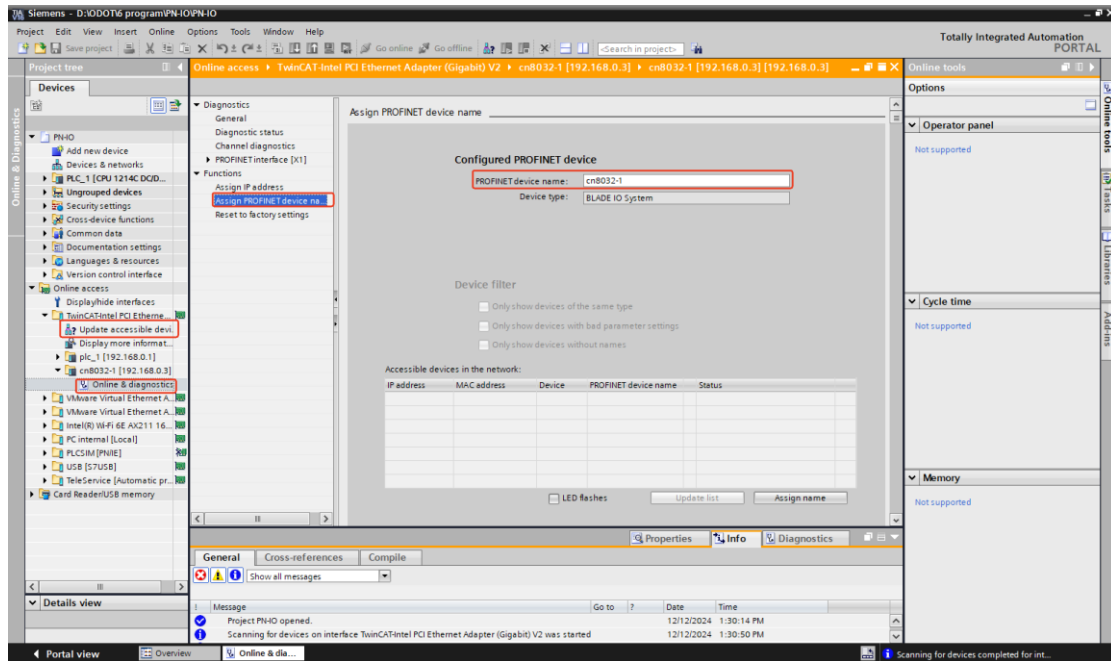 Siemens - D:\ODOT\6 program\PN-IO\PN-IO
Project Edit View Insert Online Options Tools Window Help
Save project Go online Go offline <Search in project>
Totally Integrated Automation
PORTAL
Project tree
Online access TwinCAT-Intel PCI Ethernet Adapter (Gigabit) V2 cn8032-1 [192.168.0.3] cn8032-1 [192.168.0.3] [192.168.0.3]
Online tools
Devices
Options
PN-IO
Add new device
Devices & networks
PLC_1 [CPU 1214C DC/D...
Ungrouped devices
Security settings
Cross-device functions
Common data
Documentation settings
Languages & resources
Version control interface
Online access
Display/hide interfaces
TwinCAT-Intel PCI Etherne...
Update accessible devi.
Display more informat...
plc_1 [192.168.0.1]
cn8032-1 [192.168.0.3]
Online & diagnostics
VMware Virtual Ethernet A...
VMware Virtual Ethernet A...
Intel(R) Wi-Fi 6E AX211 16...
PC internal [Local]
PLCSIM [PN/IE]
USB [S7USB]
TeleService [Automatic pr...
Card Reader/USB memory
Details view
Online & Diagnostics
Diagnostics
General
Diagnostic status
Channel diagnostics
PROFINET interface [X1]
Functions
Assign IP address
Assign PROFINET device na...
Reset to factory settings
Assign PROFINET device name
Configured PROFINET device
PROFINET device name: cn8032-1
Device type: BLADE IO System
Device filter
Only show devices of the same type
Only show devices with bad parameter settings
Only show devices without names
Accessible devices in the network:
IP address MAC address Device PROFINET device name Status
LED flashes Update list Assign name
Operator panel
Not supported
Cycle time
Not supported
Memory
Not supported
Online tools
Tasks
Libraries
Add-ins
Properties Info Diagnostics
General Cross-references Compile
Show all messages
! Message Go to ? Date Time
Project PN-IO opened. 12/12/2024 1:30:14 PM
Scanning for devices on interface TwinCAT-Intel PCI Ethernet Adapter (Gigabit) V2 was started 12/12/2024 1:30:50 PM
Portal view Overview Online & dia... Scanning for devices completed for int...